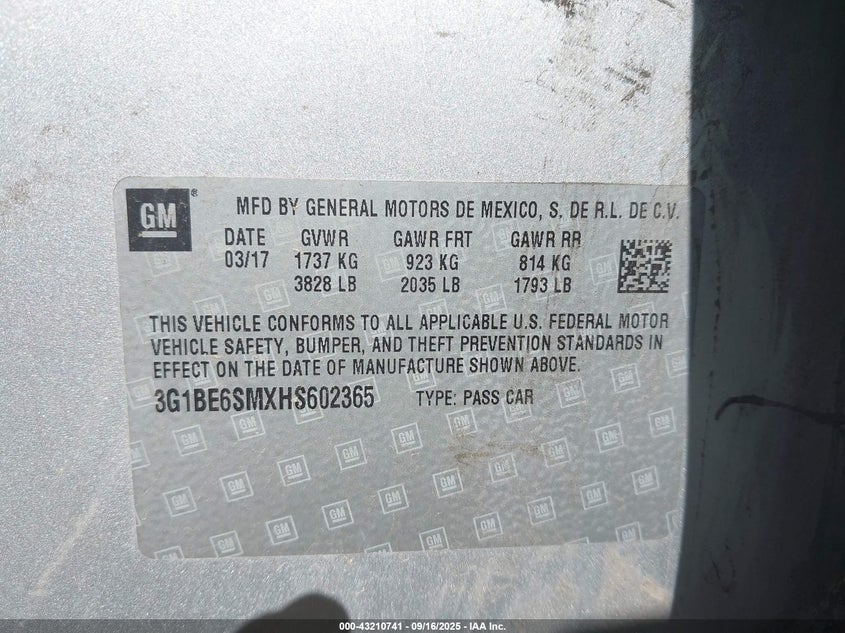 GM®
MFD BY GENERAL MOTORS DE MEXICO, S. DE R.L. DE C.V.
DATE GVWR GAWR FRT GAWR RR
03/17 1737 KG 923 KG 814 KG
3828 LB 2035 LB 1793 LB
THIS VEHICLE CONFORMS TO ALL APPLICABLE U.S. FEDERAL MOTOR
VEHICLE SAFETY, BUMPER, AND THEFT PREVENTION STANDARDS IN
EFFECT ON THE DATE OF MANUFACTURE SHOWN ABOVE.
3G1BE6SMXHS602365 TYPE: PASS CAR
000-43210741 - 09/16/2025 - IAA Inc.